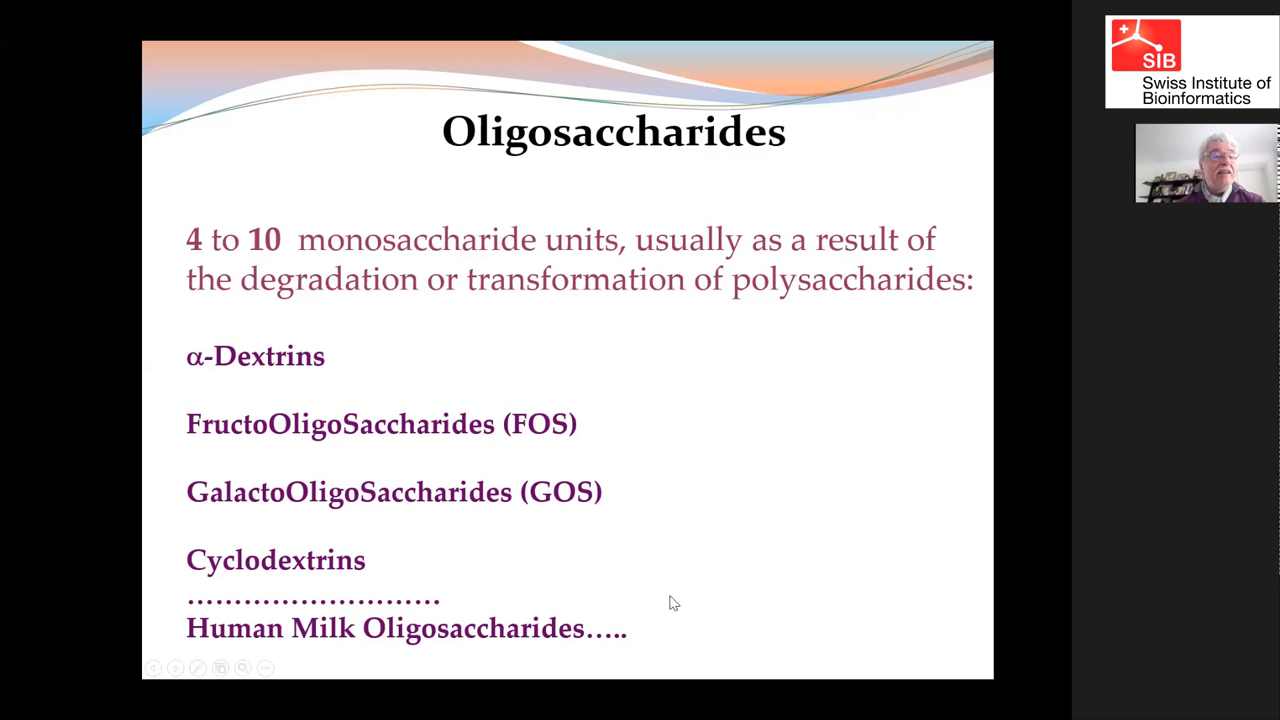 SIB
Swiss Institute of
Bioinformatics
Oligosaccharides
4 to 10 monosaccharide units, usually as a result of
the degradation or transformation of polysaccharides:
α-Dextrins
FructoOligoSaccharides (FOS)
GalactoOligoSaccharides (GOS)
Cyclodextrins
………………………
Human Milk Oligosaccharides…..